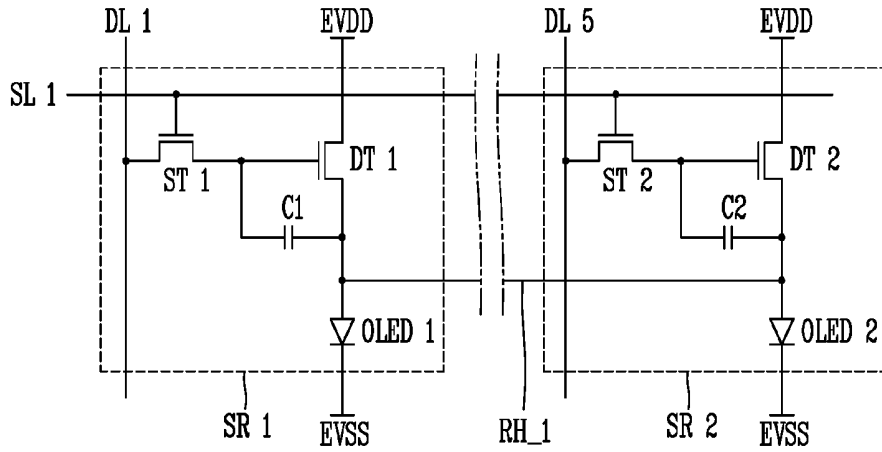 DL 1 EVDD DL 5 EVDD
SL 1
DT 1 DT 2
ST 1 ST 2
C1 C2
OLED 1 OLED 2
SR 1 EVSS RH_1 SR 2 EVSS